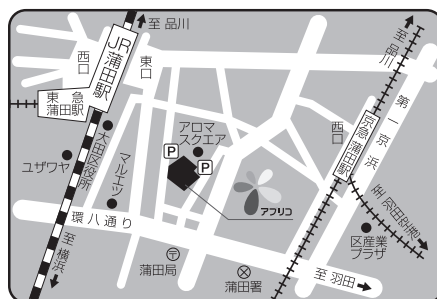 至品川
至品川
西口
JR蒲田駅
東口
東急
蒲田駅
大田区役所
アロマ
スクエア
P
P
ユザワヤ
マルエツ
アプリコ
西口
京急蒲田駅
第一京浜
至羽田空港
環八通り
区産業
プラザ
至横浜
蒲田局
蒲田署
至羽田